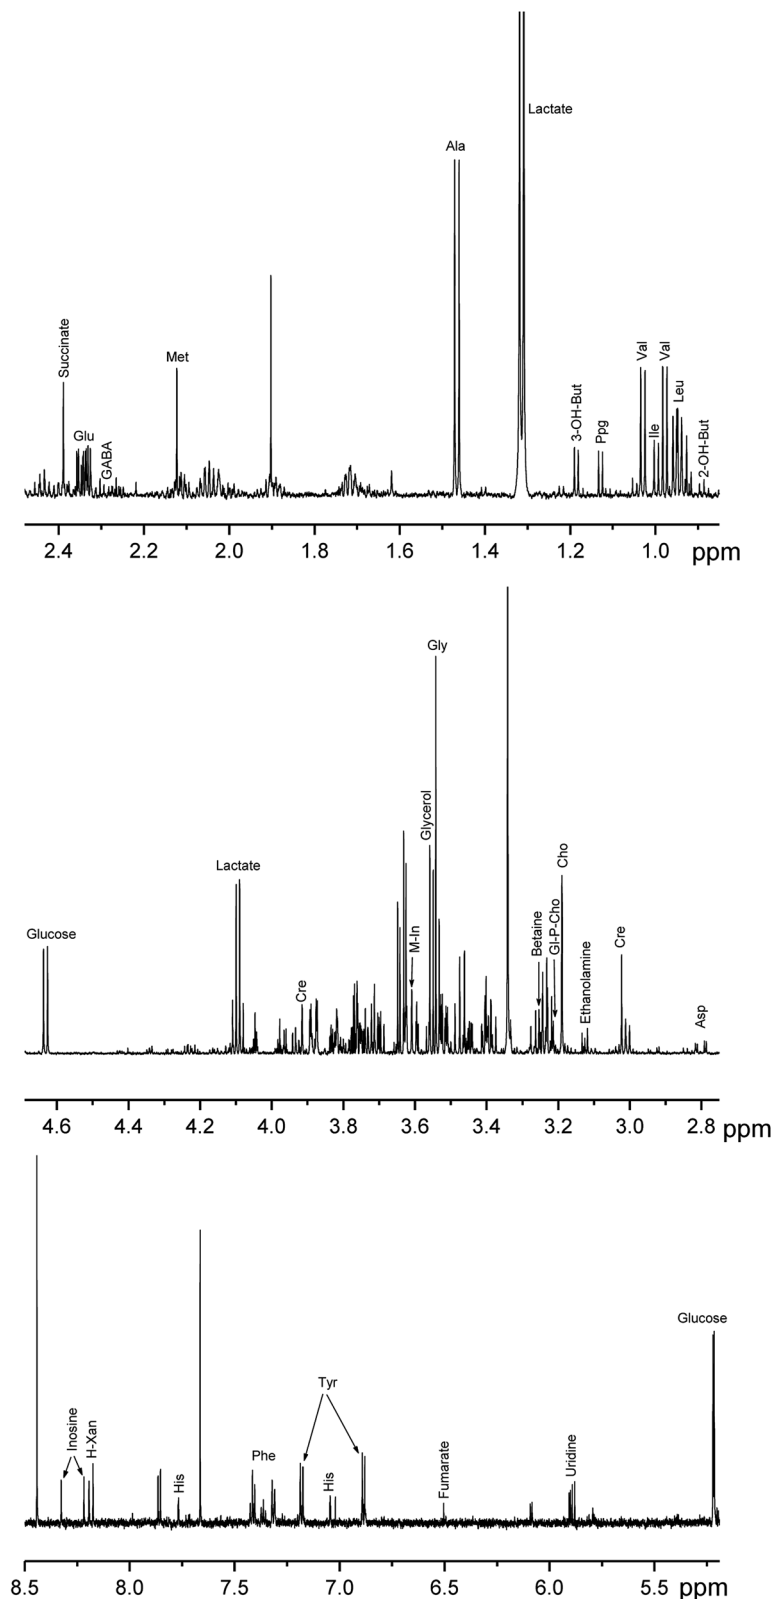 Lactate
Ala
Succinate
Met
Glu
GABA
3-OH-But
Ppg
Val
Ile
Val
Leu
2-OH-But
2.4 2.2 2.0 1.8 1.6 1.4 1.2 1.0 ppm
Gly
Glycerol
Lactate
Cho
Glucose
M-In
Betaine
Gl-P-Cho
Cre
Cre
Ethanolamine
Asp
4.6 4.4 4.2 4.0 3.8 3.6 3.4 3.2 3.0 2.8 ppm
Glucose
Tyr
Inosine
H-Xan
Phe
His
His
Fumarate
Uridine
8.5 8.0 7.5 7.0 6.5 6.0 5.5 ppm